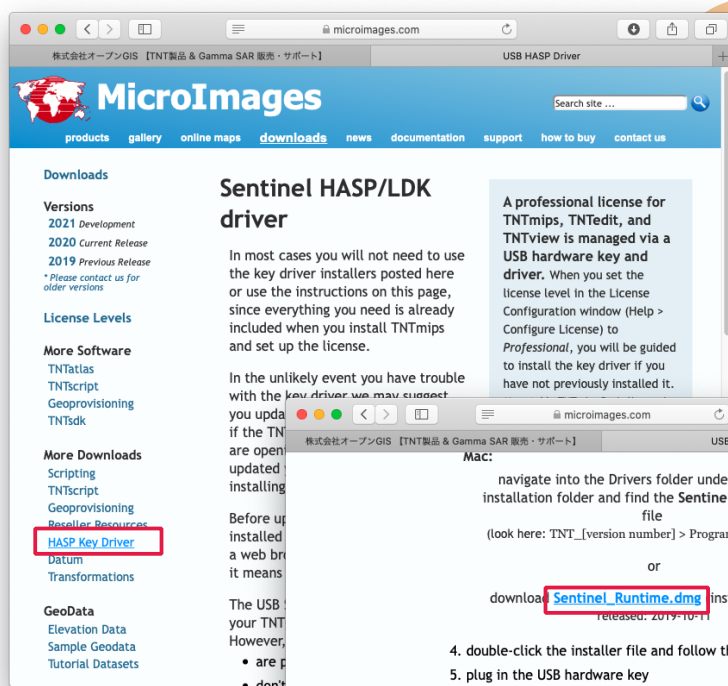 microimages.com
株式会社オープンGIS 【TNT製品 & Gamma SAR 販売・サポート】
USB HASP Driver
MicroImages
Search site ...
products gallery online maps downloads news documentation support how to buy contact us
Downloads
Versions
2021 Development
2020 Current Release
2019 Previous Release
* Please contact us for
older versions
License Levels
More Software
TNTatlas
TNTscript
Geoprovisioning
TNTsdk
More Downloads
Scripting
TNTscript
Geoprovisioning
Reseller Resources
HASP Key Driver
Datum
Transformations
GeoData
Elevation Data
Sample Geodata
Tutorial Datasets
Sentinel HASP/LDK
driver
In most cases you will not need to use
the key driver installers posted here
or use the instructions on this page,
since everything you need is already
included when you install TNTmips
and set up the license.
In the unlikely event you have trouble
with the key driver we may suggest
you upda
if the TN
are open
updated
installing
Before up
installed
a web bro
it means
The USB
your TNT
However,
• are p
• don't
A professional license for
TNTmips, TNTedit, and
TNTview is managed via a
USB hardware key and
driver. When you set the
license level in the License
Configuration window (Help >
Configure License) to
Professional, you will be guided
to install the key driver if you
have not previously installed it.
microimages.com
株式会社オープンGIS 【TNT製品 & Gamma SAR 販売・サポート】
USB
Mac:
navigate into the Drivers folder unde
installation folder and find the Sentine
file
(look here: TNT_[version number] > Progra
or
download Sentinel_Runtime.dmg ins
released: 2019-10-11
4. double-click the installer file and follow th
5. plug in the USB hardware key